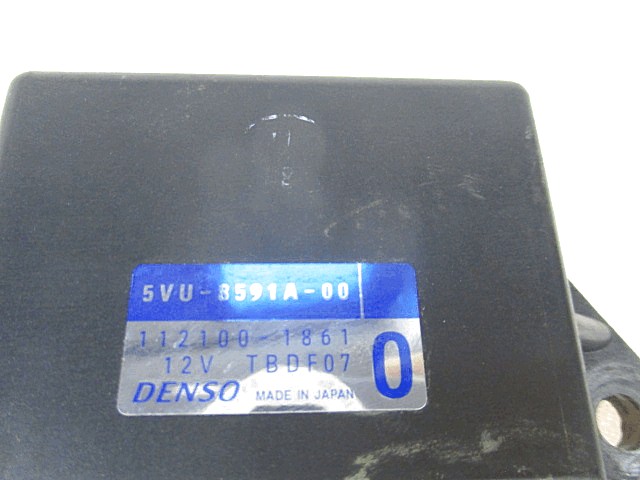 5VU-8591A-00
112100-1861
12V TBDF07
0
DENSO MADE IN JAPAN